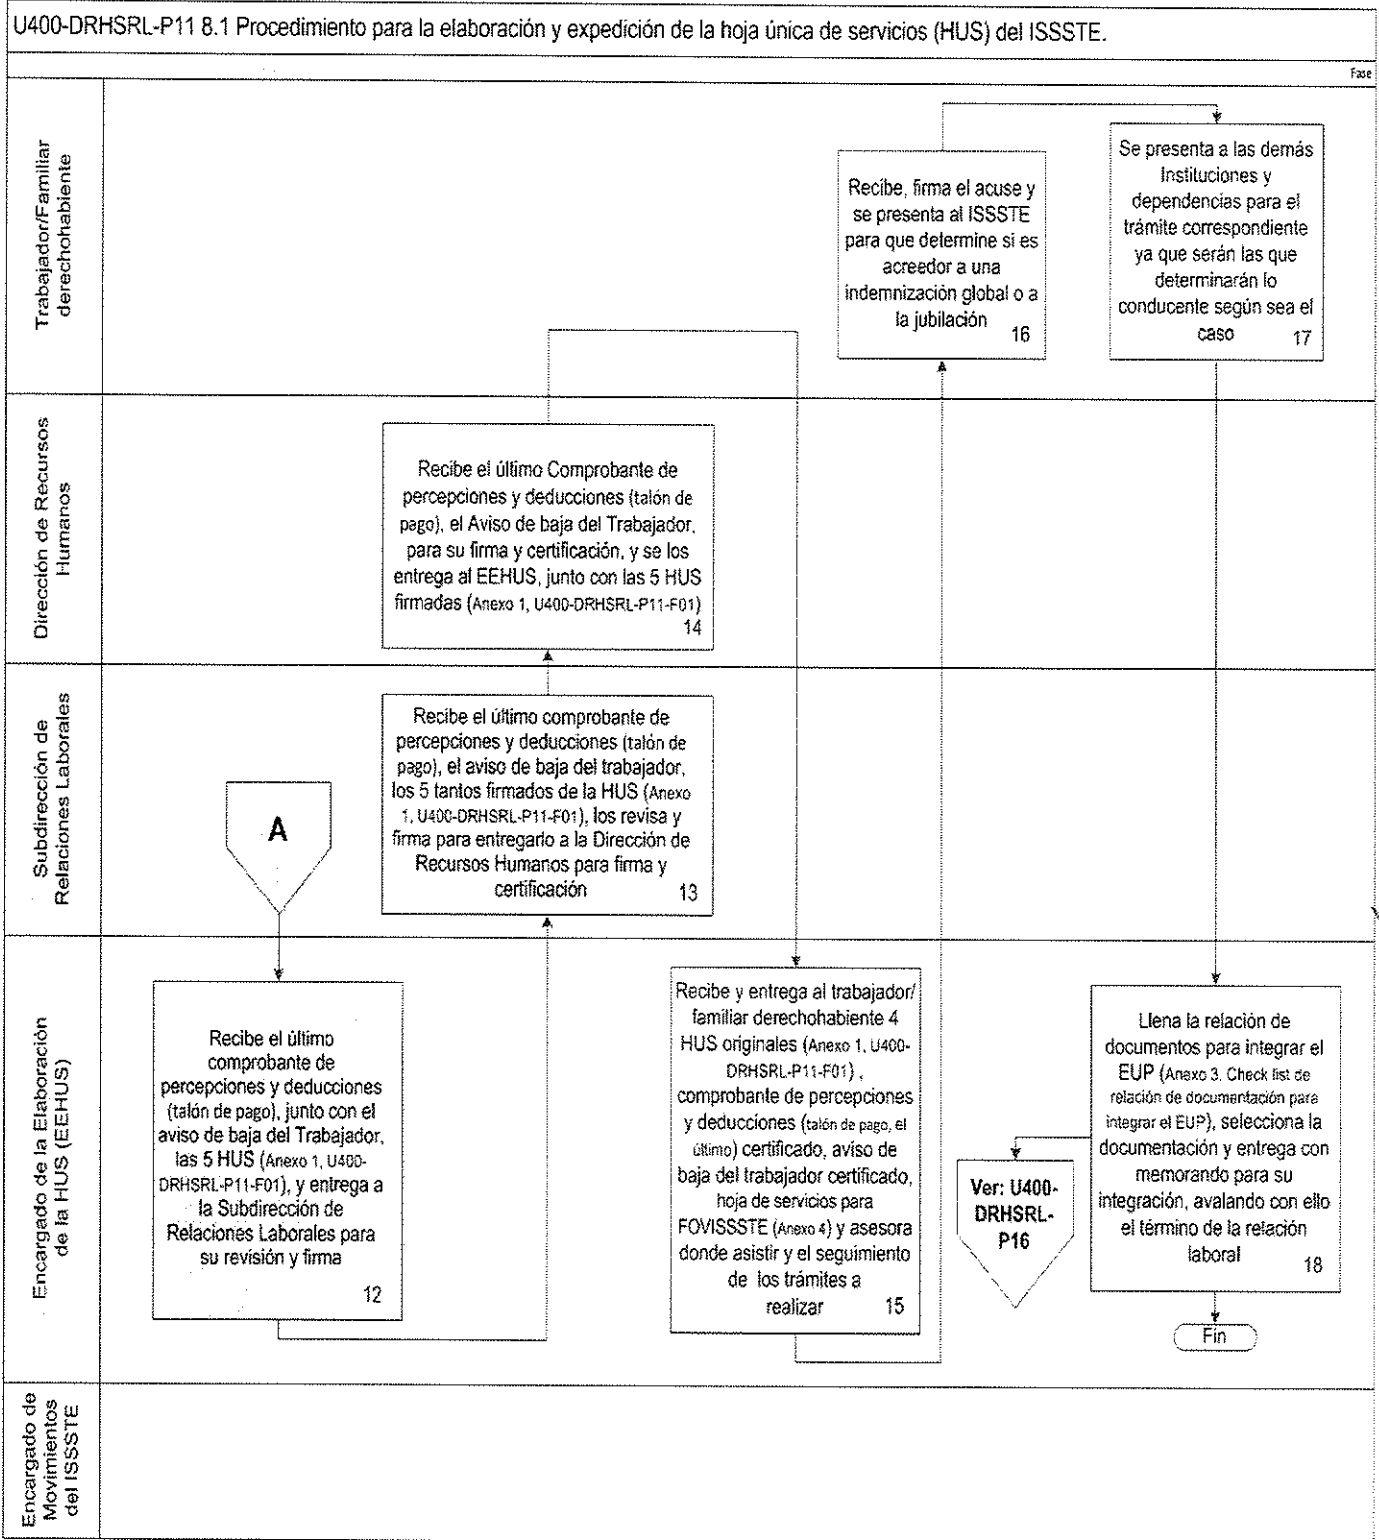 U400-DRHSRL-P11 8.1 Procedimiento para la elaboración y expedición de la hoja única de servicios (HUS) del ISSSTE.
Fase
Trabajador/Familiar
derechohabiente
Recibe, firma el acuse y
se presenta al ISSSTE
para que determine si es
acreedor a una
indemnización global o a
la jubilación
16
Se presenta a las demás
Instituciones y
dependencias para el
trámite correspondiente
ya que serán las que
determinarán lo
conducente según sea el
caso
17
Dirección de Recursos
Humanos
Recibe el último Comprobante de
percepciones y deducciones (talón de
pago), el Aviso de baja del Trabajador,
para su firma y certificación, y se los
entrega al EEHUS, junto con las 5 HUS
firmadas (Anexo 1, U400-DRHSRL-P11-F01)
14
Subdirección de
Relaciones Laborales
A
Recibe el último comprobante de
percepciones y deducciones (talón de
pago), el aviso de baja del trabajador,
los 5 tantos firmados de la HUS (Anexo
1, U400-DRHSRL-P11-F01), los revisa y
firma para entregarlo a la Dirección de
Recursos Humanos para firma y
certificación
13
Encargado de la Elaboración
de la HUS (EEHUS)
Recibe el último
comprobante de
percepciones y deducciones
(talón de pago), junto con el
aviso de baja del Trabajador,
las 5 HUS (Anexo 1, U400-
DRHSRL-P11-F01), y entrega a
la Subdirección de
Relaciones Laborales para
su revisión y firma
12
Recibe y entrega al trabajador/
familiar derechohabiente 4
HUS originales (Anexo 1, U400-
DRHSRL-P11-F01) ,
comprobante de percepciones
y deducciones (talón de pago, el
último) certificado, aviso de
baja del trabajador certificado,
hoja de servicios para
FOVISSSTE (Anexo 4) y asesora
donde asistir y el seguimiento
de los trámites a
realizar
15
Ver: U400-
DRHSRL-
P16
Llena la relación de
documentos para integrar el
EUP (Anexo 3. Check list de
relación de documentación para
integrar el EUP), selecciona la
documentación y entrega con
memorando para su
integración, avalando con ello
el término de la relación
laboral
18
Fin
Encargado de
Movimientos
del ISSSTE